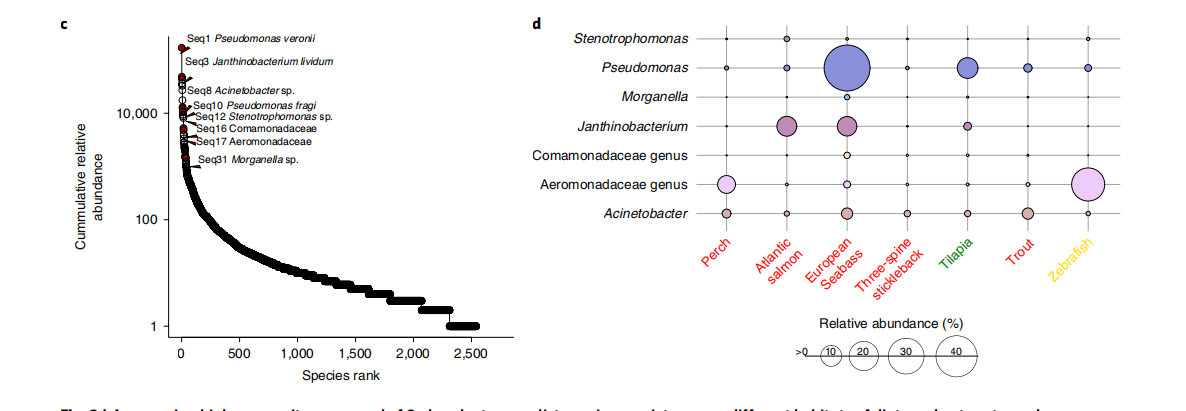 c
Seq1 Pseudomonas veronii
Seq3 Janthinobacterium lividum
Seq8 Acinetobacter sp.
Seq10 Pseudomonas fragi
Seq12 Stenotrophomonas sp.
Seq16 Comamonadaceae
Seq17 Aeromonadaceae
Seq31 Morganella sp.
Cummulative relative
abundance
10,000
100
1
0 500 1,000 1,500 2,000 2,500
Species rank
d
Stenotrophomonas
Pseudomonas
Morganella
Janthinobacterium
Comamonadaceae genus
Aeromonadaceae genus
Acinetobacter
Perch
Atlantic
salmon
European
Seabass
Three-spine
stickleback
Tilapia
Trout
Zebrafish
Relative abundance (%)
>0 10 20 30 40